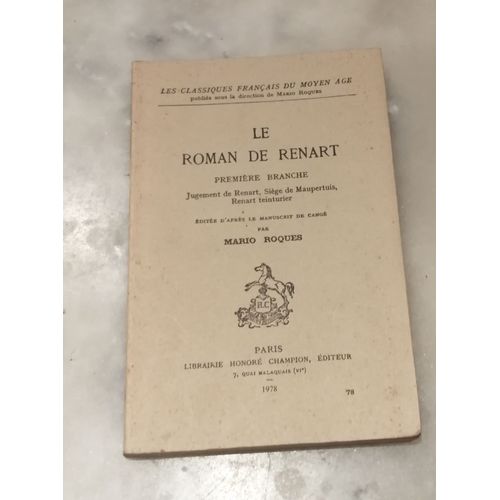 LES CLASSIQUES FRANÇAIS DU MOYEN AGE
publiés sous la direction de MARIO ROQUES
LE
ROMAN DE RENART
PREMIÈRE BRANCHE
Jugement de Renart, Siège de Maupertuis,
Renart teinturier
ÉDITÉE D'APRÈS LE MANUSCRIT DE CANGÉ
PAR
MARIO ROQUES
H.C
PARIS
LIBRAIRIE HONORÉ CHAMPION, ÉDITEUR
7, QUAI MALAQUAIS (VIᵉ)
1978
78